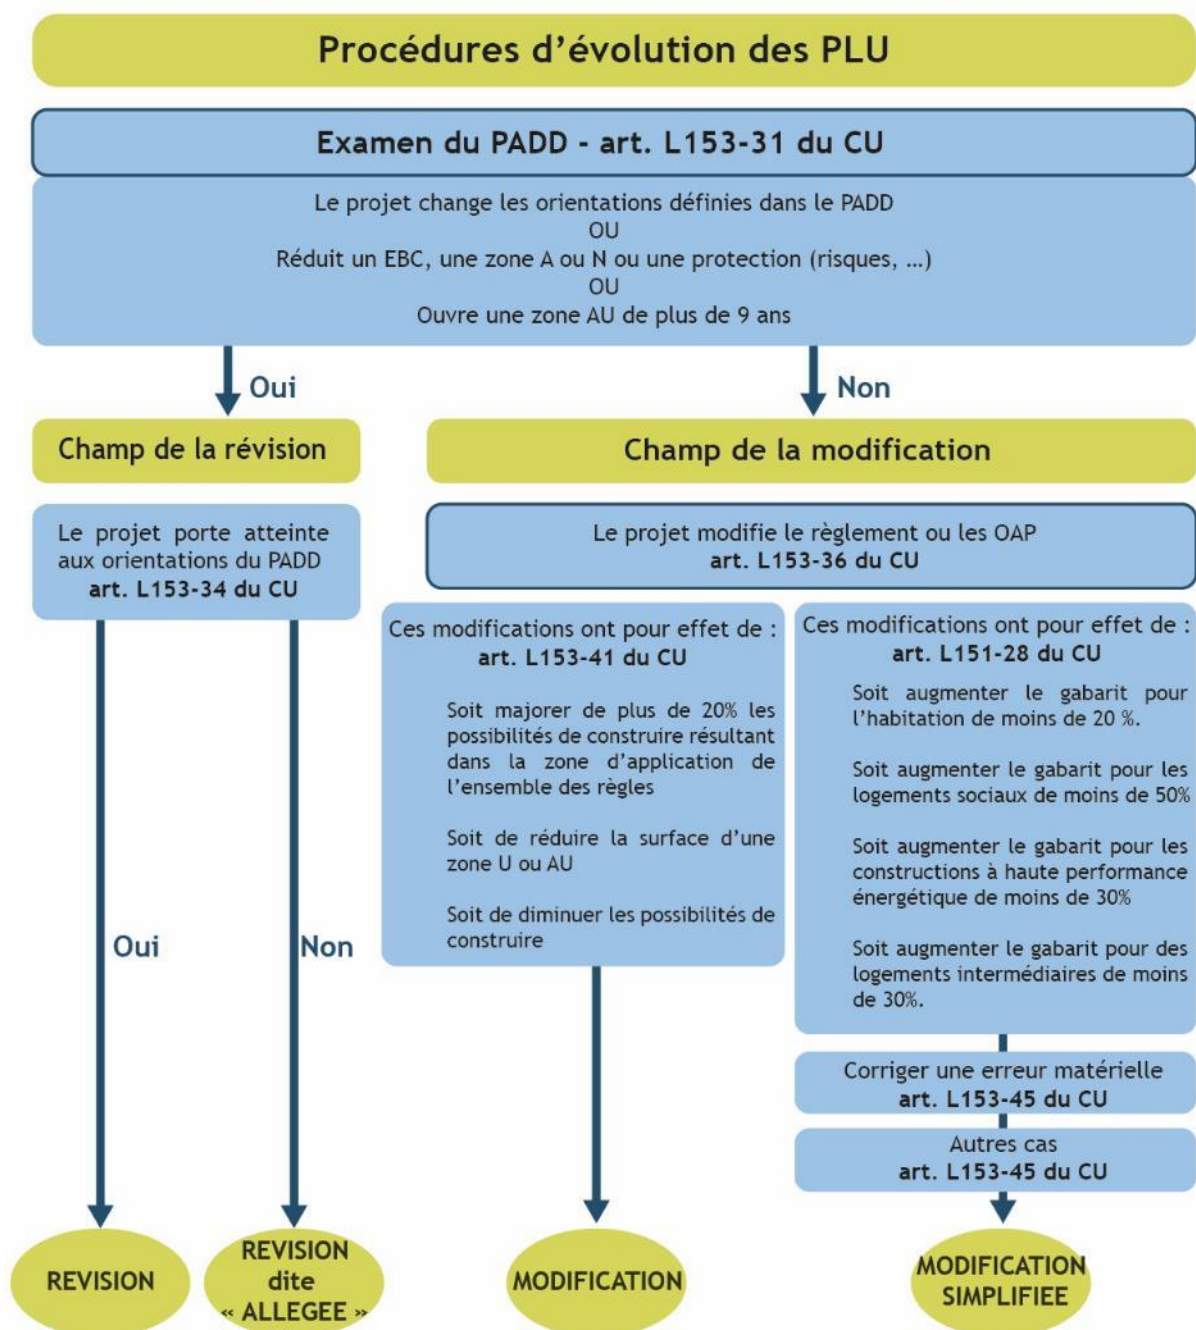 Procédures d’évolution des PLU
Examen du PADD - art. L153-31 du CU
Le projet change les orientations définies dans le PADD
OU
Réduit un EBC, une zone A ou N ou une protection (risques, …)
OU
Ouvre une zone AU de plus de 9 ans
Oui
Non
Champ de la révision
Le projet porte atteinte
aux orientations du PADD
art. L153-34 du CU
Oui
Non
REVISION
REVISION
dite
« ALLEGEE »
Champ de la modification
Le projet modifie le règlement ou les OAP
art. L153-36 du CU
Ces modifications ont pour effet de :
art. L153-41 du CU
Soit majorer de plus de 20% les
possibilités de construire résultant
dans la zone d’application de
l’ensemble des règles
Soit de réduire la surface d’une
zone U ou AU
Soit de diminuer les possibilités de
construire
MODIFICATION
Ces modifications ont pour effet de :
art. L151-28 du CU
Soit augmenter le gabarit pour
l’habitation de moins de 20 %.
Soit augmenter le gabarit pour les
logements sociaux de moins de 50%
Soit augmenter le gabarit pour les
constructions à haute performance
énergétique de moins de 30%
Soit augmenter le gabarit pour des
logements intermédiaires de moins
de 30%.
Corriger une erreur matérielle
art. L153-45 du CU
Autres cas
art. L153-45 du CU
MODIFICATION
SIMPLIFIEE